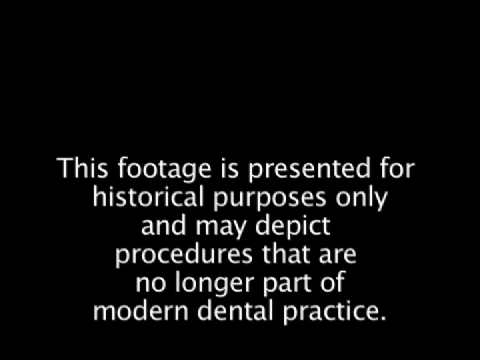 This footage is presented for
historical purposes only
and may depict
procedures that are
no longer part of
modern dental practice.